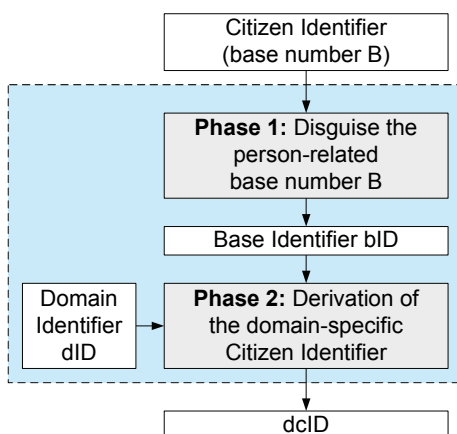 Citizen Identifier
(base number B)
Phase 1: Disguise the
person-related
base number B
Base Identifier bID
Domain
Identifier
dID
Phase 2: Derivation of
the domain-specific
Citizen Identifier
dcID